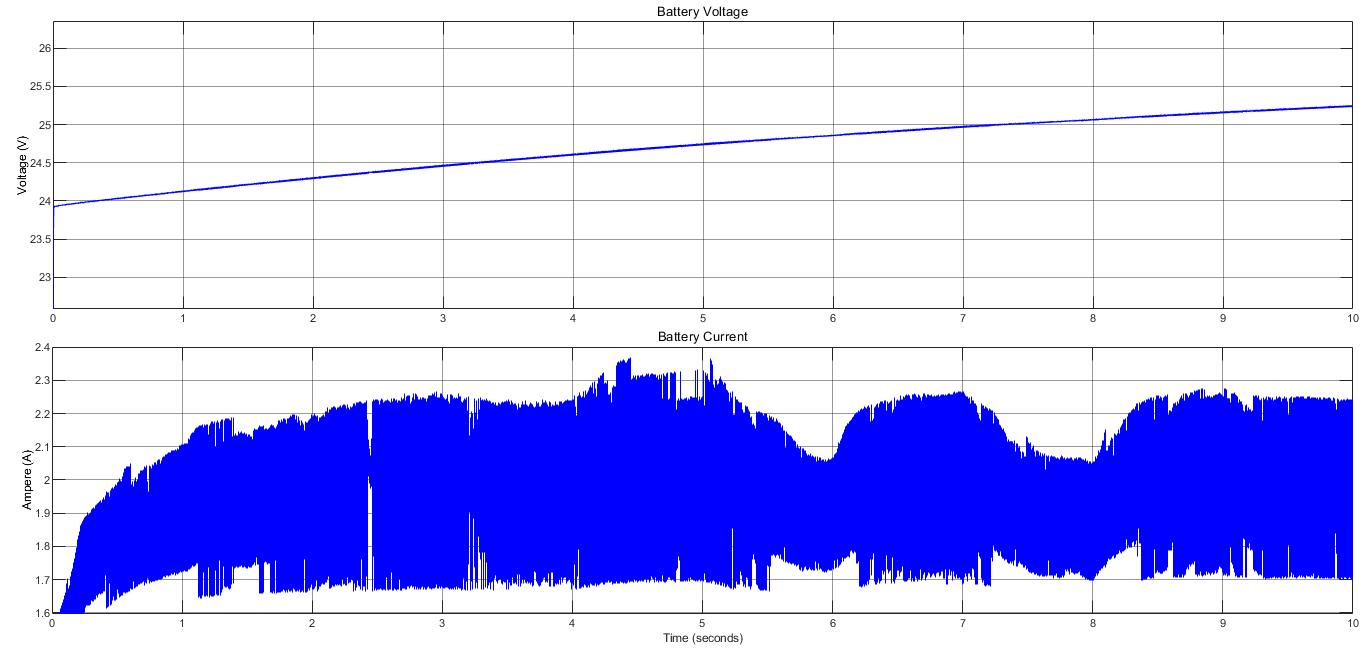 Battery Voltage
Voltage (V)
26
25.5
25
24.5
24
23.5
23
0 1 2 3 4 5 6 7 8 9 10
Battery Current
Ampere (A)
2.4
2.3
2.2
2.1
2
1.9
1.8
1.7
1.6
0 1 2 3 4 5 6 7 8 9 10
Time (seconds)